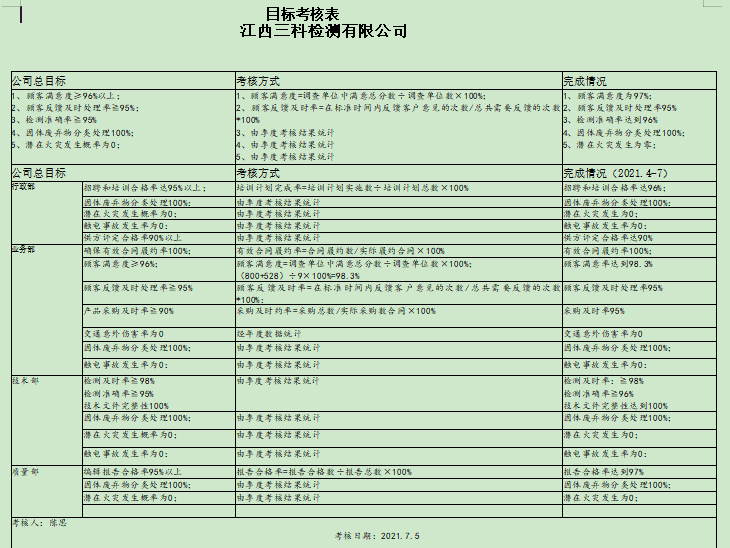 目标考核表
江西三科检测有限公司
公司总目标 考核方式 完成情况
1、顾客满意度≥96%以上； 1、顾客满意度=调查单位中满意总分数÷调查单位数×100%； 1、顾客满意度为97%；
2、顾客反馈及时处理率≥95%； 2、顾客反馈及时率=在标准时间内反馈客户意见的次数/总共需要反馈的次数 2、顾客反馈及时处理率95%
3、检测准确率≧95% *100% 3、检测准确率达到96%
4、固体废弃物分类处理100%； 3、由季度考核结果统计 4、固体废弃物分类处理100%；
5、潜在火灾发生概率为0； 4、由季度考核结果统计 5、潜在火灾发生为零；
5、由季度考核结果统计
公司总目标 考核方式 完成情况（2021.4-7）
行政部 招聘和培训合格率达95%以上； 培训计划完成率=培训计划实施数÷培训计划总数×100% 招聘和培训合格率达96%；
固体废弃物分类处理100%； 由季度考核结果统计 固体废弃物分类处理100%；
潜在火灾发生概率为0； 由季度考核结果统计 潜在火灾发生为0；
触电事故发生率为0： 由季度考核结果统计 触电事故发生率为0：
供方评定合格率90%以上 由季度考核结果统计 供方评定合格率达90%
业务部 确保有效合同履约率100%； 有效合同履约率=合同履约数/实际履约合同×100% 有效合同履约率100%；
顾客满意度≥96%； 顾客满意度=调查单位中满意总分数÷调查单位数×100%； 顾客满意率达到98.3%
（800+528）÷9×100%=98.3%
顾客反馈及时处理率≧95% 顾客反馈及时率=在标准时间内反馈客户意见的次数/总共需要反馈的次数 顾客反馈及时处理率95%
*100%；
产品采购及时率≧90% 采购及时约率=采购总数/实际采购数合同×100% 采购及时率95%
交通意外伤害率为0 经年度数据统计 交通意外伤害率为0
固体废弃物分类处理100%； 由季度考核结果统计 固体废弃物分类处理100%；
触电事故发生率为0： 由季度考核结果统计 触电事故发生率为0：
技术部 检测及时率≧98% 由季度考核结果统计 检测及时率：≧98%
检测准确率≧95% 检测准确率≧96%
技术文件完整性100% 技术文件完整性达到100%
固体废弃物分类处理100%； 由季度考核结果统计 固体废弃物分类处理100%；
潜在火灾发生概率为0； 由季度考核结果统计 潜在火灾发生为0；
触电事故发生率为0： 由季度考核结果统计 触电事故发生率为0：
质量部 编辑报告合格率95%以上 报告合格率=报告合格数÷报告总数×100% 报告合格率达到97%
固体废弃物分类处理100%； 由季度考核结果统计 固体废弃物分类处理100%；
潜在火灾发生概率为0； 由季度考核结果统计 潜在火灾发生为0；
考核人：陈思
考核日期：2021.7.5